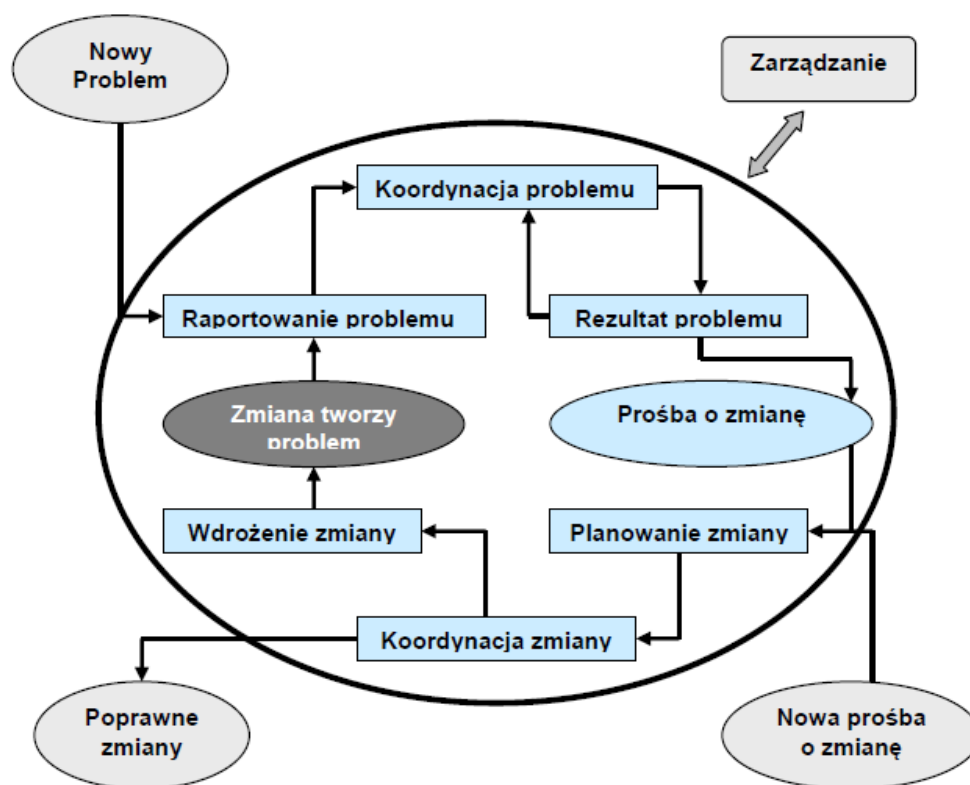 Nowy
Problem
Zarządzanie
Koordynacja problemu
Raportowanie problemu
Rezultat problemu
Zmiana tworzy
problem
Prośba o zmianę
Wdrożenie zmiany
Planowanie zmiany
Koordynacja zmiany
Poprawne
zmiany
Nowa prośba
o zmianę